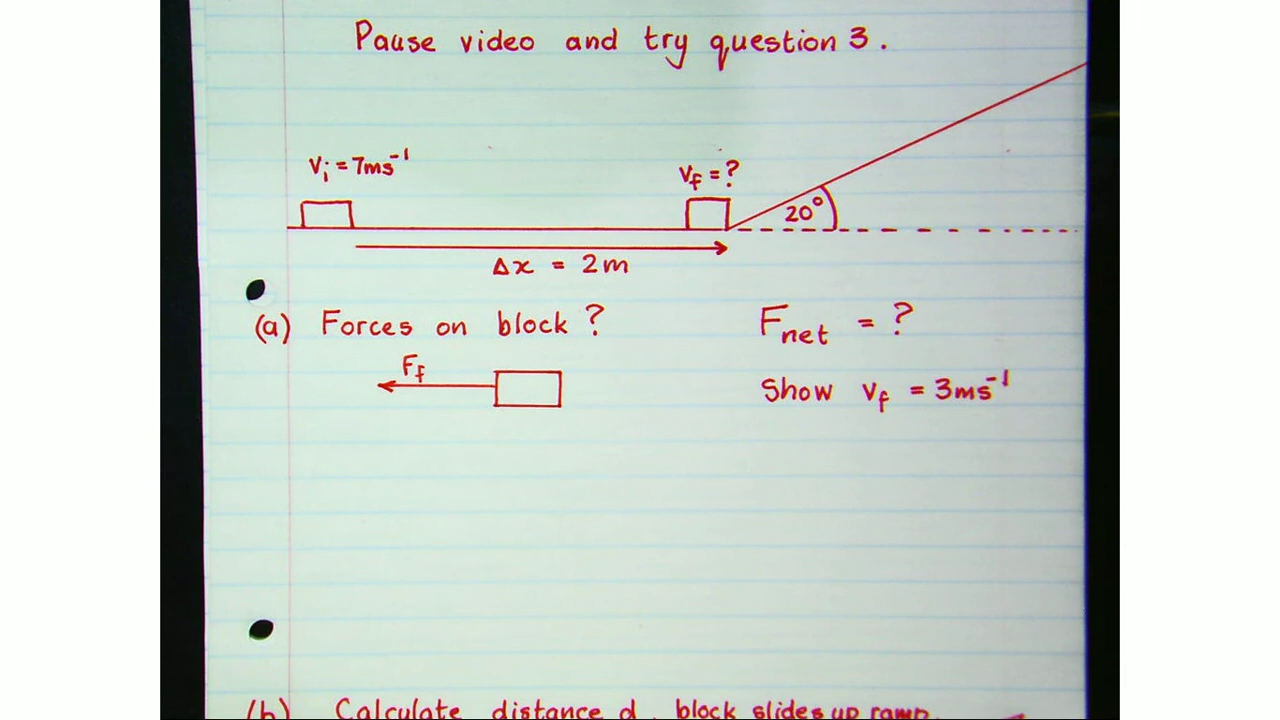 Pause video and try question 3.
Vi = 7ms⁻¹
Vf = ?
20°
Δx = 2m
(a) Forces on block ?
Fnet = ?
Ff
Show Vf = 3ms⁻¹
(b) Calculate distance d, block slides up ramp.